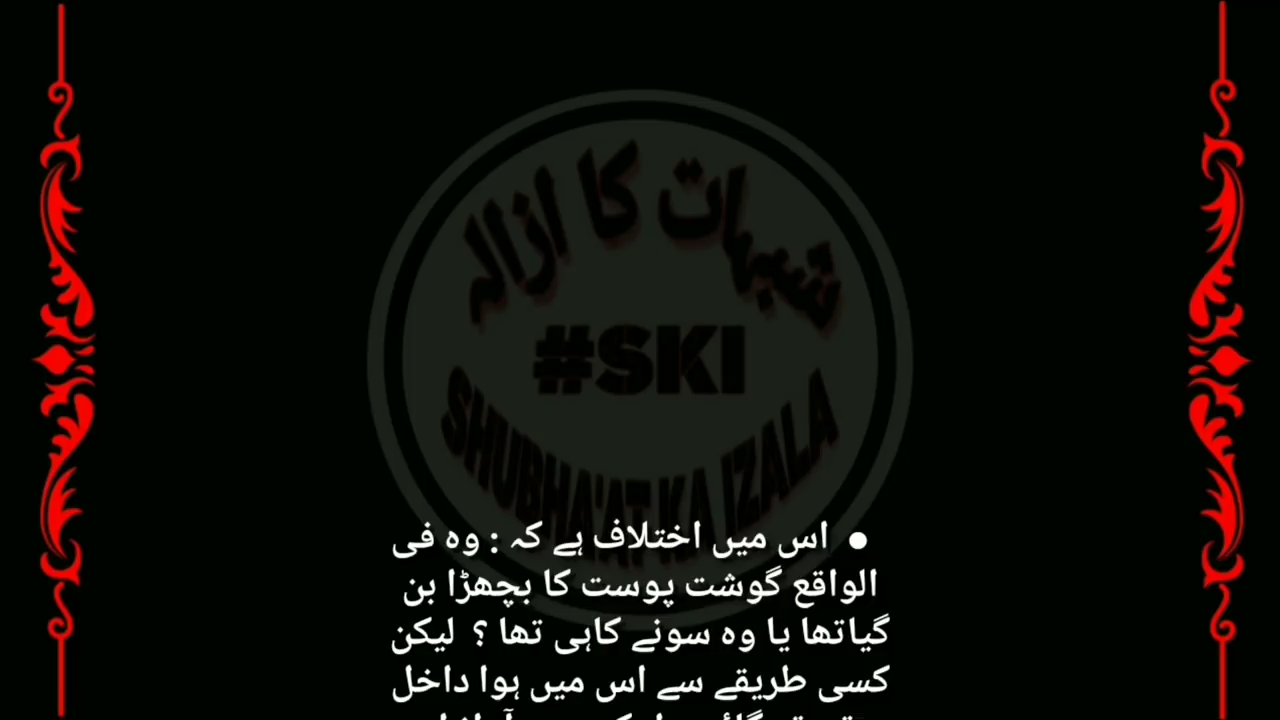 شبہات کا ازالہ
#SKI
SHUBHA'AT KA IZALA
● اس میں اختلاف ہے کہ : وہ فی
الواقع گوشت پوست کا بچھڑا بن
گیاتھا یا وہ سونے کاہی تھا ؟ لیکن
کسی طریقے سے اس میں ہوا داخل